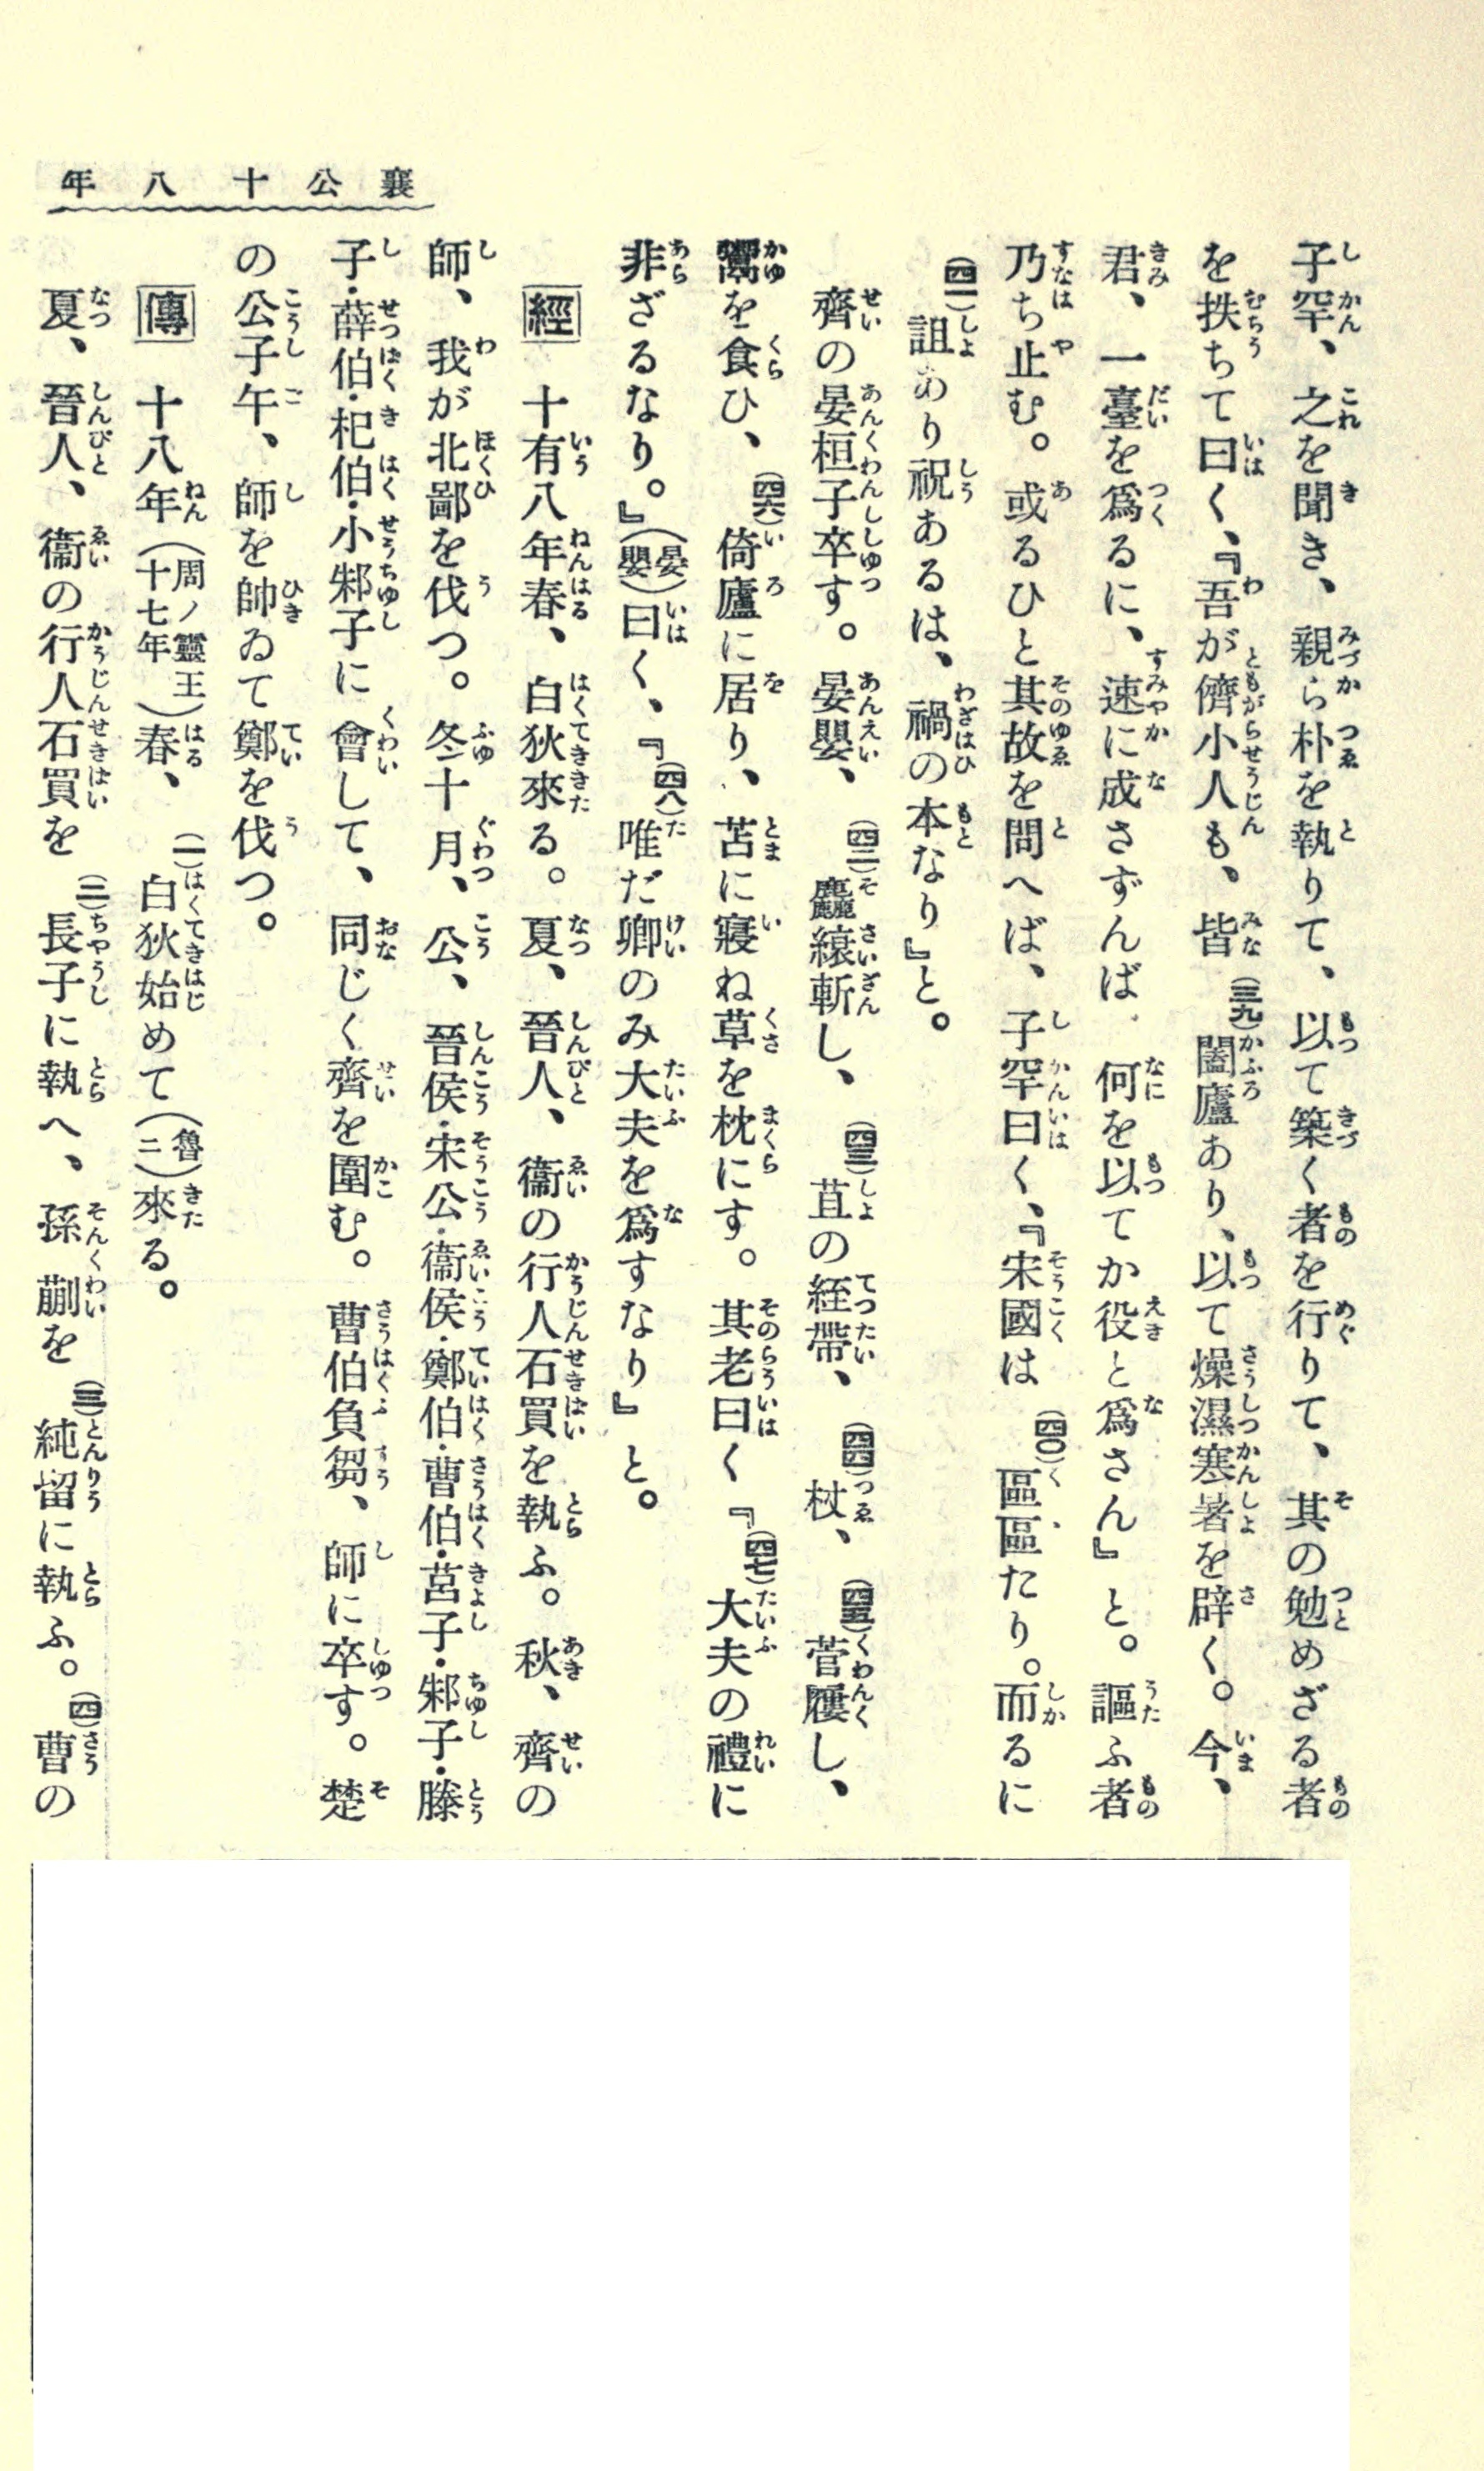 襄公十八年
子罕、之を聞き、親ら朴を執りて、以て築く者を行りて、其の勉めざる者
を抶ちて曰く、『吾が儕小人も、皆(三九)闔廬あり、以て燥濕寒暑を辟く。今、
君、一臺を爲るに、速に成さずんば、何を以てか役と爲さん』と。謳ふ者
乃ち止む。或るひと其故を問へば、子罕曰く、『宋國は(四〇)區區たり。而るに
(四一)詛あり祝あるは、禍の本なり』と。
齊の晏桓子卒す。晏嬰、(四二)麤縗斬し、(四三)苴の絰帶、(四四)杖、(四五)菅屨し、
鬻を食ひ、(四六)倚廬に居り、苫に寢ね草を枕にす。其老曰く『(四七)大夫の禮に
非ざるなり。』(晏嬰)曰く、『(四八)唯だ卿のみ大夫を爲すなり』と。
經 十有八年春、白狄來る。夏、晉人、衞の行人石買を執ふ。秋、齊の
師、我が北鄙を伐つ。冬十月、公、晉侯・宋公・衞侯・鄭伯・曹伯・莒子・邾子・滕
子・薛伯・杞伯・小邾子に會して、同じく齊を圍む。曹伯負芻、師に卒す。楚
の公子午、師を帥ゐて鄭を伐つ。
傳 十八年(周ノ靈王十七年)春、(一)白狄始めて(魯ニ)來る。
夏、晉人、衞の行人石買を(二)長子に執へ、孫蒯を(三)純留に執ふ。(四)曹の